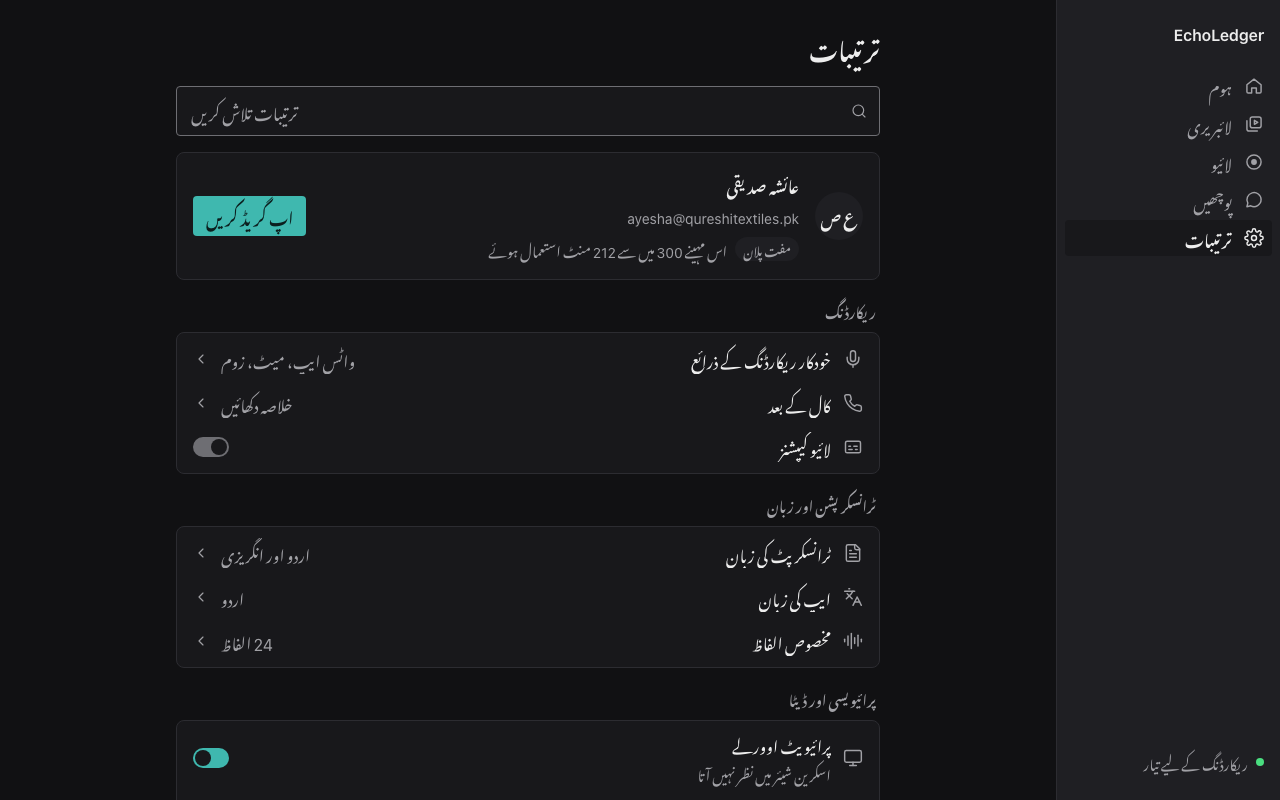 EchoLedger
ہوم
لائبریری
لائیو
پوچھیں
ترتیبات
ریکارڈنگ کے لیے تیار
ترتیبات
ترتیبات تلاش کریں
ع ص
عائشہ صدیقی
ayesha@qureshitextiles.pk
مفت پلان اس مہینے 300 میں سے 212 منٹ استعمال ہوئے
اپ گریڈ کریں
ریکارڈنگ
خودکار ریکارڈنگ کے ذرائع واٹس ایپ، میٹ، زوم
کال کے بعد خلاصہ دکھائیں
لائیو کیپشنز
ٹرانسکرپشن اور زبان
ٹرانسکرپٹ کی زبان اردو اور انگریزی
ایپ کی زبان اردو
مخصوص الفاظ 24 الفاظ
پرائیویسی اور ڈیٹا
پرائیویٹ اوورلے
اسکرین شیئر میں نظر نہیں آتا